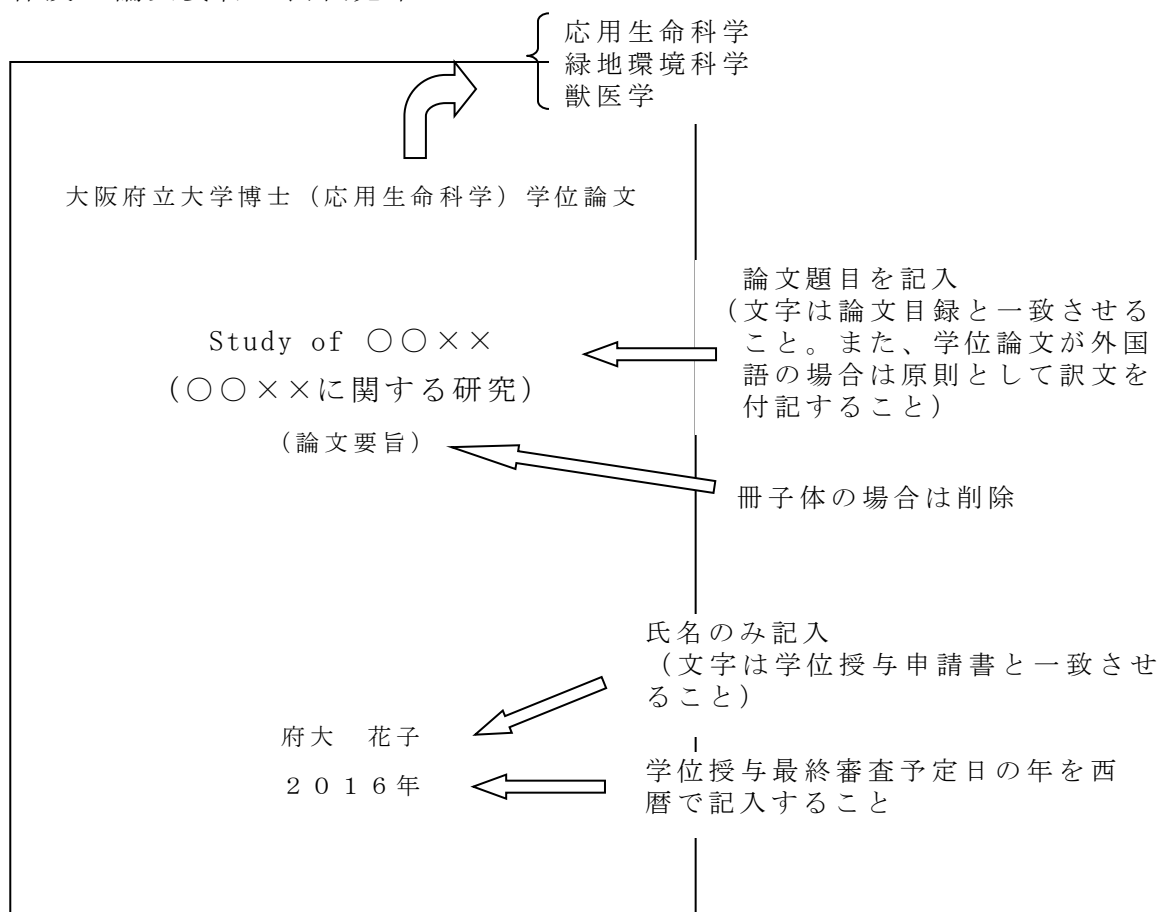 応用生命科学
緑地環境科学
獣医学
大阪府立大学博士（応用生命科学）学位論文
論文題目を記入
（文字は論文目録と一致させる
こと。また、学位論文が外国
語の場合は原則として訳文を
付記すること）
Study of ○○××
（○○××に関する研究）
（論文要旨）
冊子体の場合は削除
氏名のみ記入
（文字は学位授与申請書と一致させ
ること）
府大　花子
２０１６年
学位授与最終審査予定日の年を西
暦で記入すること